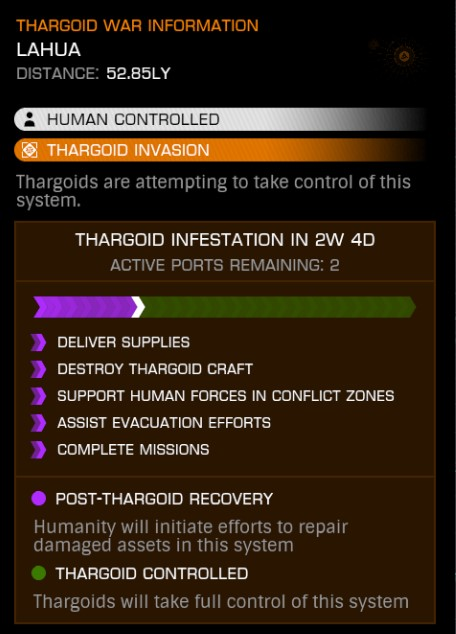 THARGOID WAR INFORMATION
LAHUA
DISTANCE: 52.85LY
HUMAN CONTROLLED
THARGOID INVASION
Thargoids are attempting to take control of this
system.
THARGOID INFESTATION IN 2W 4D
ACTIVE PORTS REMAINING: 2
DELIVER SUPPLIES
DESTROY THARGOID CRAFT
SUPPORT HUMAN FORCES IN CONFLICT ZONES
ASSIST EVACUATION EFFORTS
COMPLETE MISSIONS
POST-THARGOID RECOVERY
Humanity will initiate efforts to repair
damaged assets in this system
THARGOID CONTROLLED
Thargoids will take full control of this system